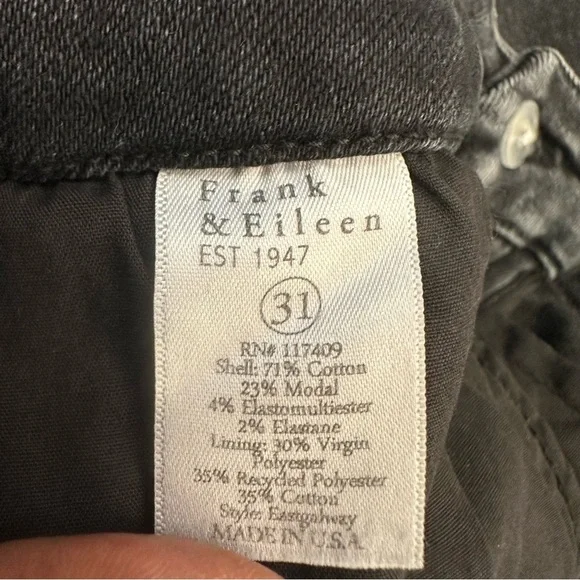 Frank
& Eileen
EST 1947
31
RN# 117409
Shell: 71% Cotton
23% Modal
4% Elastomultiester
2% Elastane
Lining: 30% Virgin
Polyester
35% Recycled Polyester
35% Cotton
Style: Eastgalway
MADE IN U.S.A.